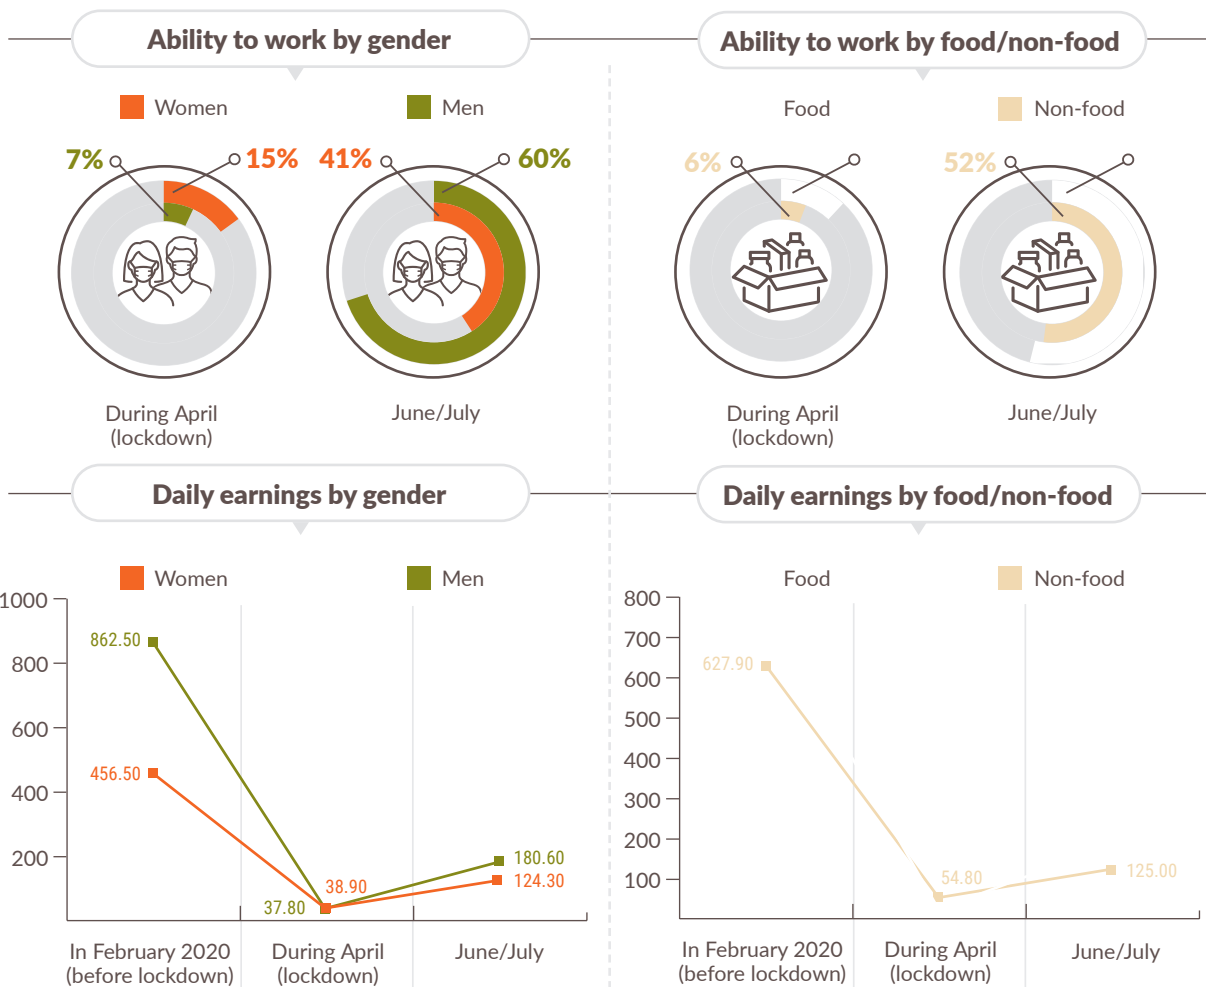 Ability to work by gender
Women
Men
7%
15%
41%
60%
During April
(lockdown)
June/July
Ability to work by food/non-food
Food
Non-food
6%
52%
During April
(lockdown)
June/July
Daily earnings by gender
Women
Men
1000
800
600
400
200
862.50
456.50
38.90
37.80
180.60
124.30
In February 2020
(before lockdown)
During April
(lockdown)
June/July
Daily earnings by food/non-food
Food
Non-food
800
700
600
500
400
300
200
100
627.90
54.80
125.00
In February 2020
(before lockdown)
During April
(lockdown)
June/July